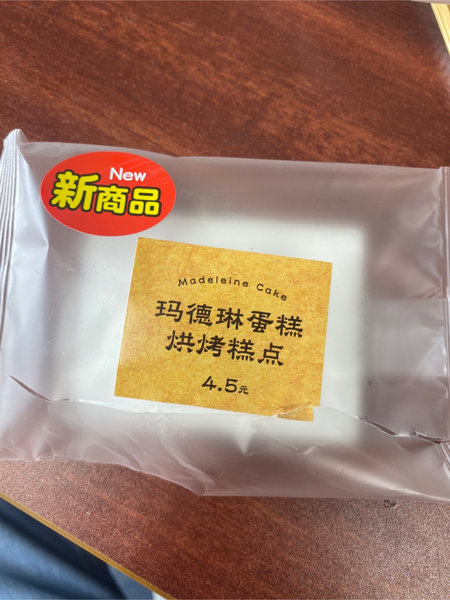 New
新商品
Madeleine Cake
玛德琳蛋糕
烘烤糕点
4.5元